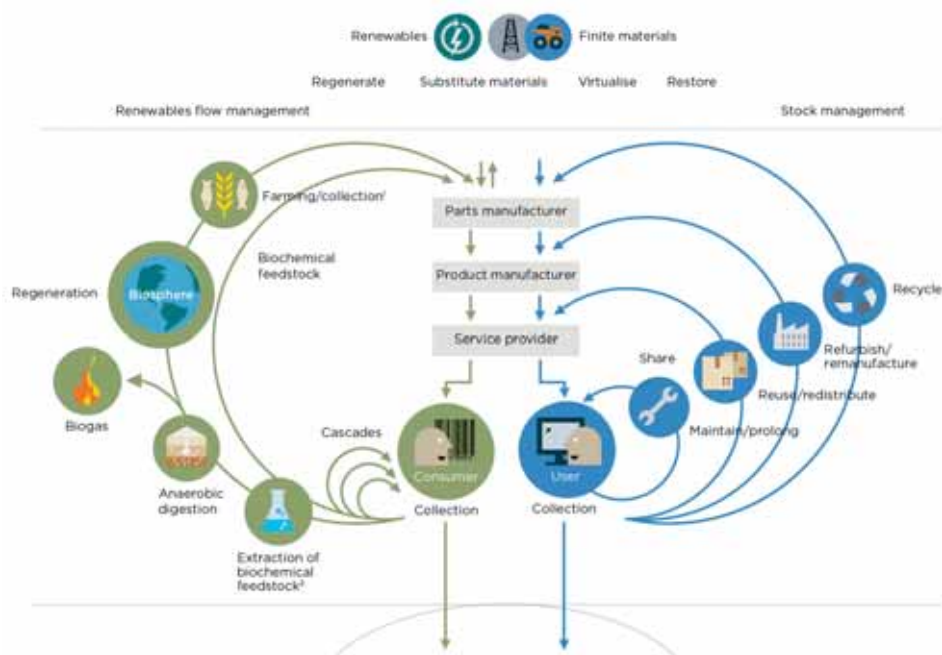 Renewables
Finite materials
Regenerate
Substitute materials
Virtualise
Restore
Renewables flow management
Stock management
Farming/collection¹
Parts manufacturer
Biochemical
feedstock
Product manufacturer
Regeneration
Biosphere
Recycle
Service provider
Share
Refurbish/
remanufacture
Reuse/redistribute
Biogas
Cascades
Maintain/prolong
Consumer
User
Anaerobic
digestion
Collection
Collection
Extraction of
biochemical
feedstock²